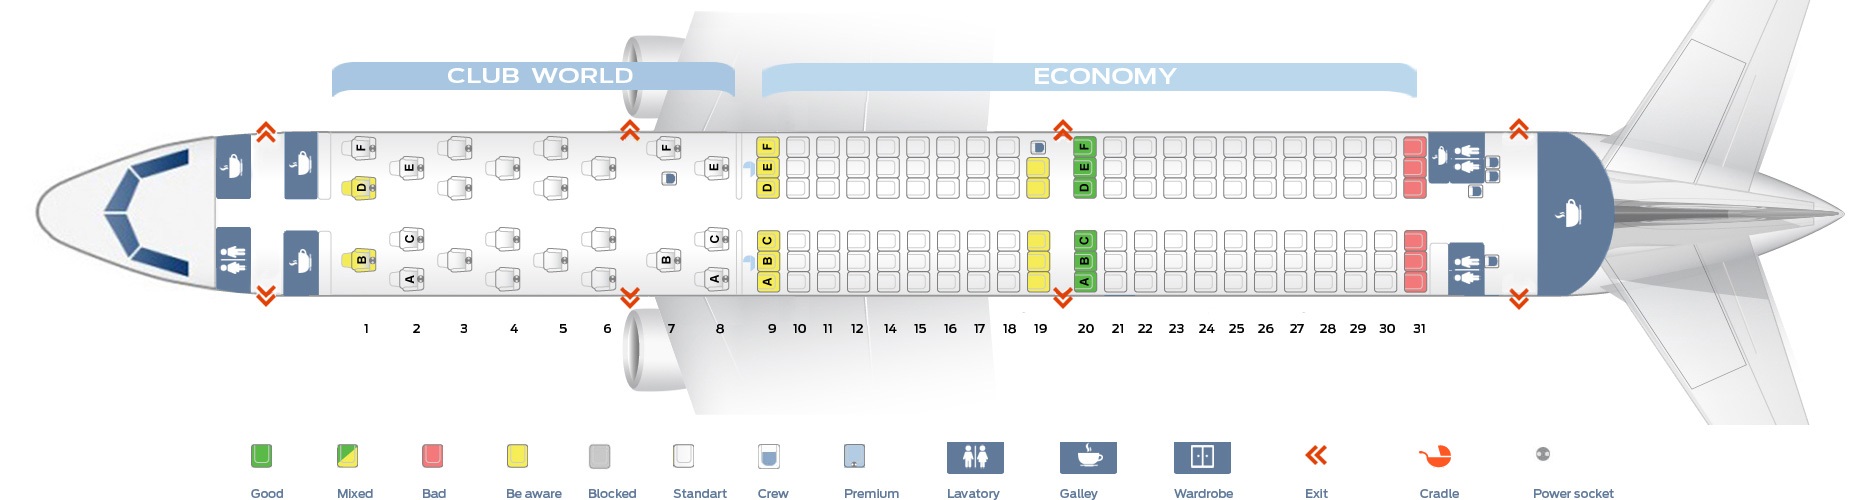 CLUB WORLD
ECONOMY
F F E F F
E E
D D D
C C C C
B B B B
A A A A
1 2 3 4 5 6 7 8 9 10 11 12 14 15 16 17 18 19 20 21 22 23 24 25 26 27 28 29 30 31
Good Mixed Bad Be aware Blocked Standart Crew Premium Lavatory Galley Wardrobe Exit Cradle Power socket